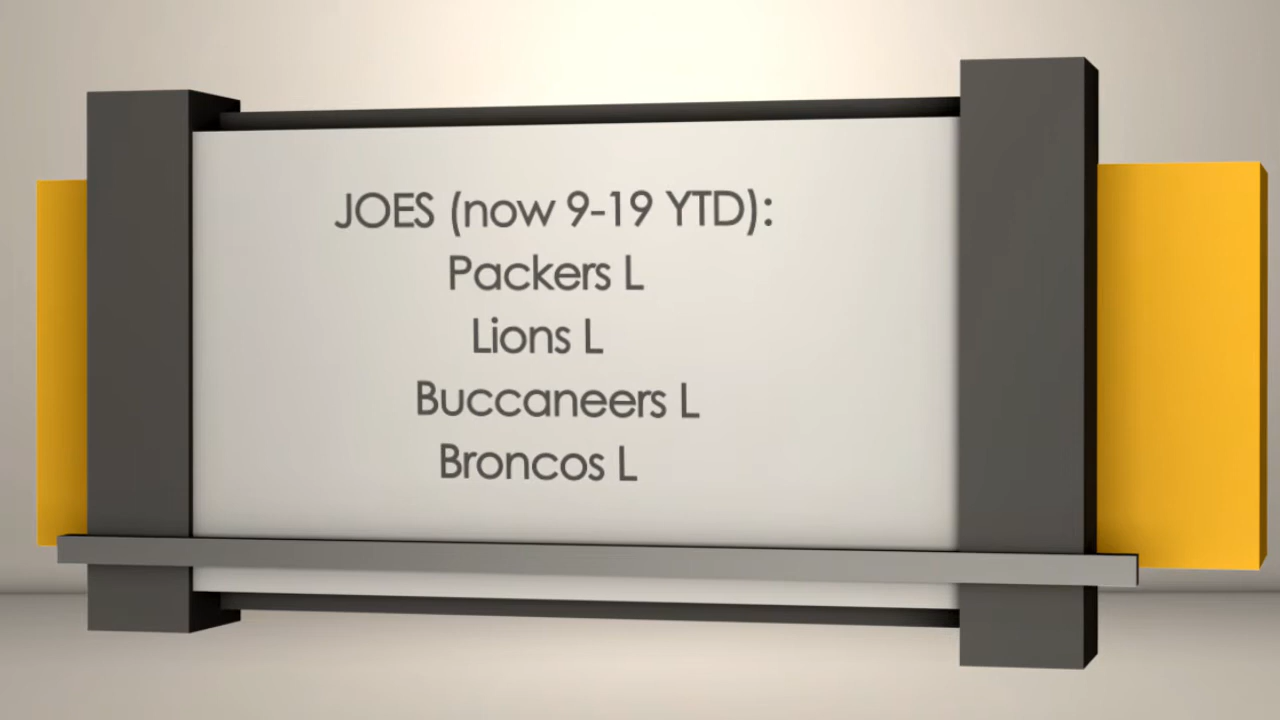 JOES (now 9-19 YTD):
Packers L
Lions L
Buccaneers L
Broncos L